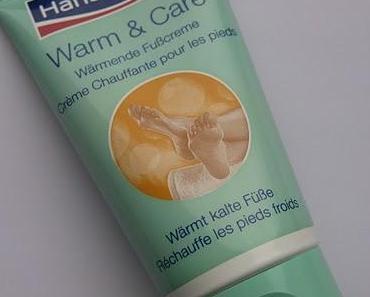 Warm & Care
Wärmende Fußcreme
Crème Chauffante pour les pieds
Wärmt kalte Füße
Réchauffe les pieds froids